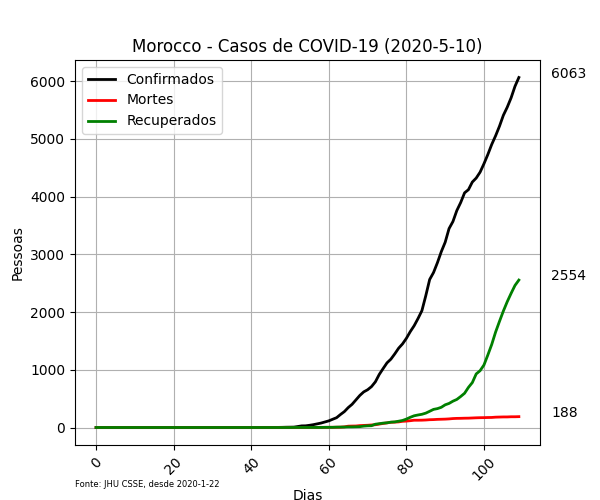 Morocco - Casos de COVID-19 (2020-5-10)
Confirmados
Mortes
Recuperados
6063
2554
188
6000
5000
4000
3000
2000
1000
0
Pessoas
0
20
40
60
80
100
Fonte: JHU CSSE, desde 2020-1-22
Dias